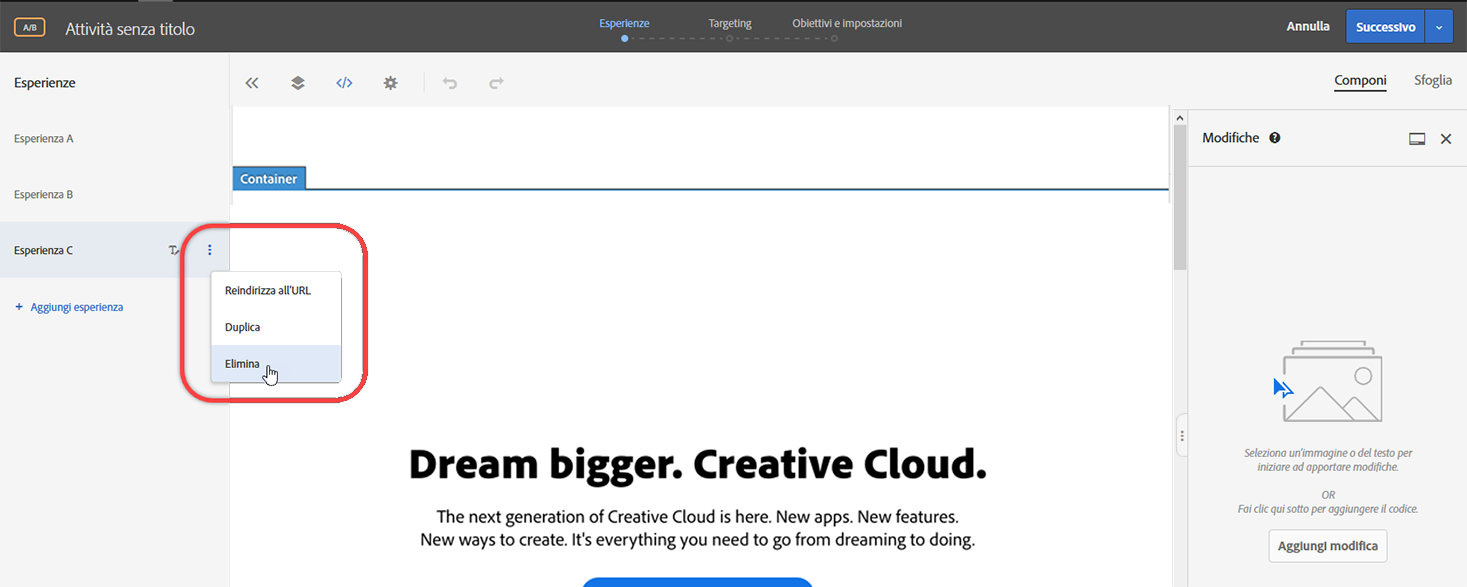 A/B
Attività senza titolo
Esperienze
Targeting
Obiettivi e impostazioni
Annulla
Successivo
Esperienze
Componi
Sfoglia
Esperienza A
Esperienza B
Esperienza C
Aggiungi esperienza
Reindirizza all'URL
Duplica
Elimina
Container
Dream bigger. Creative Cloud.
The next generation of Creative Cloud is here. New apps. New features.
New ways to create. It's everything you need to go from dreaming to doing.
Modifiche
Seleziona un'immagine o del testo per
iniziare ad apportare modifiche.
OR
Fai clic qui sotto per aggiungere il codice.
Aggiungi modifica